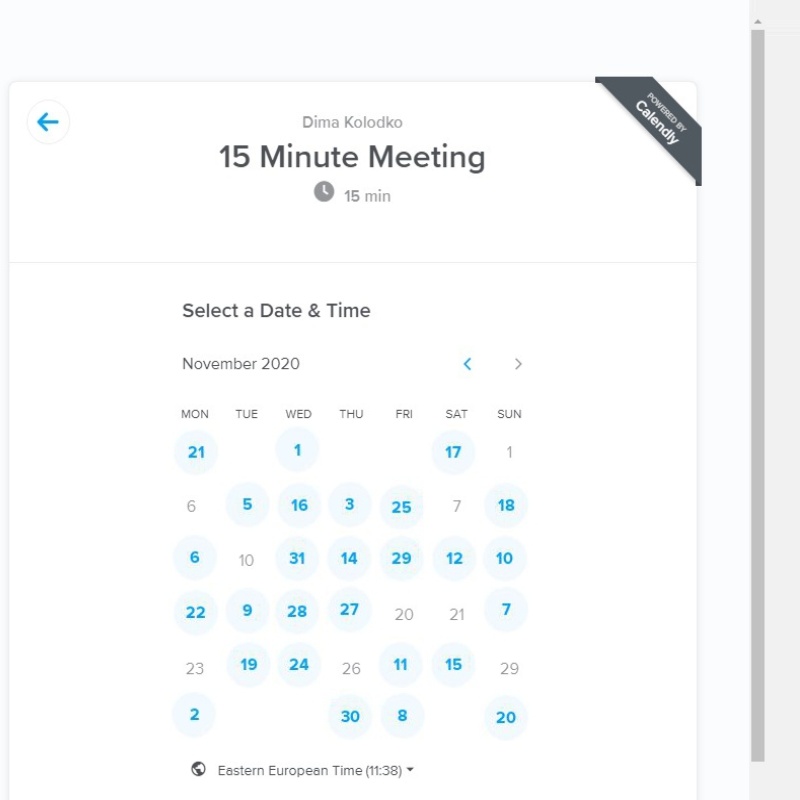 POWERED BY
Calendly
Dima Kolodko
15 Minute Meeting
15 min
Select a Date & Time
November 2020
MON TUE WED THU FRI SAT SUN
21 1 17 1
6 5 16 3 25 7 18
6 10 31 14 29 12 10
22 9 28 27 20 21 7
23 19 24 26 11 15 29
2 30 8 20
Eastern European Time (11:38)